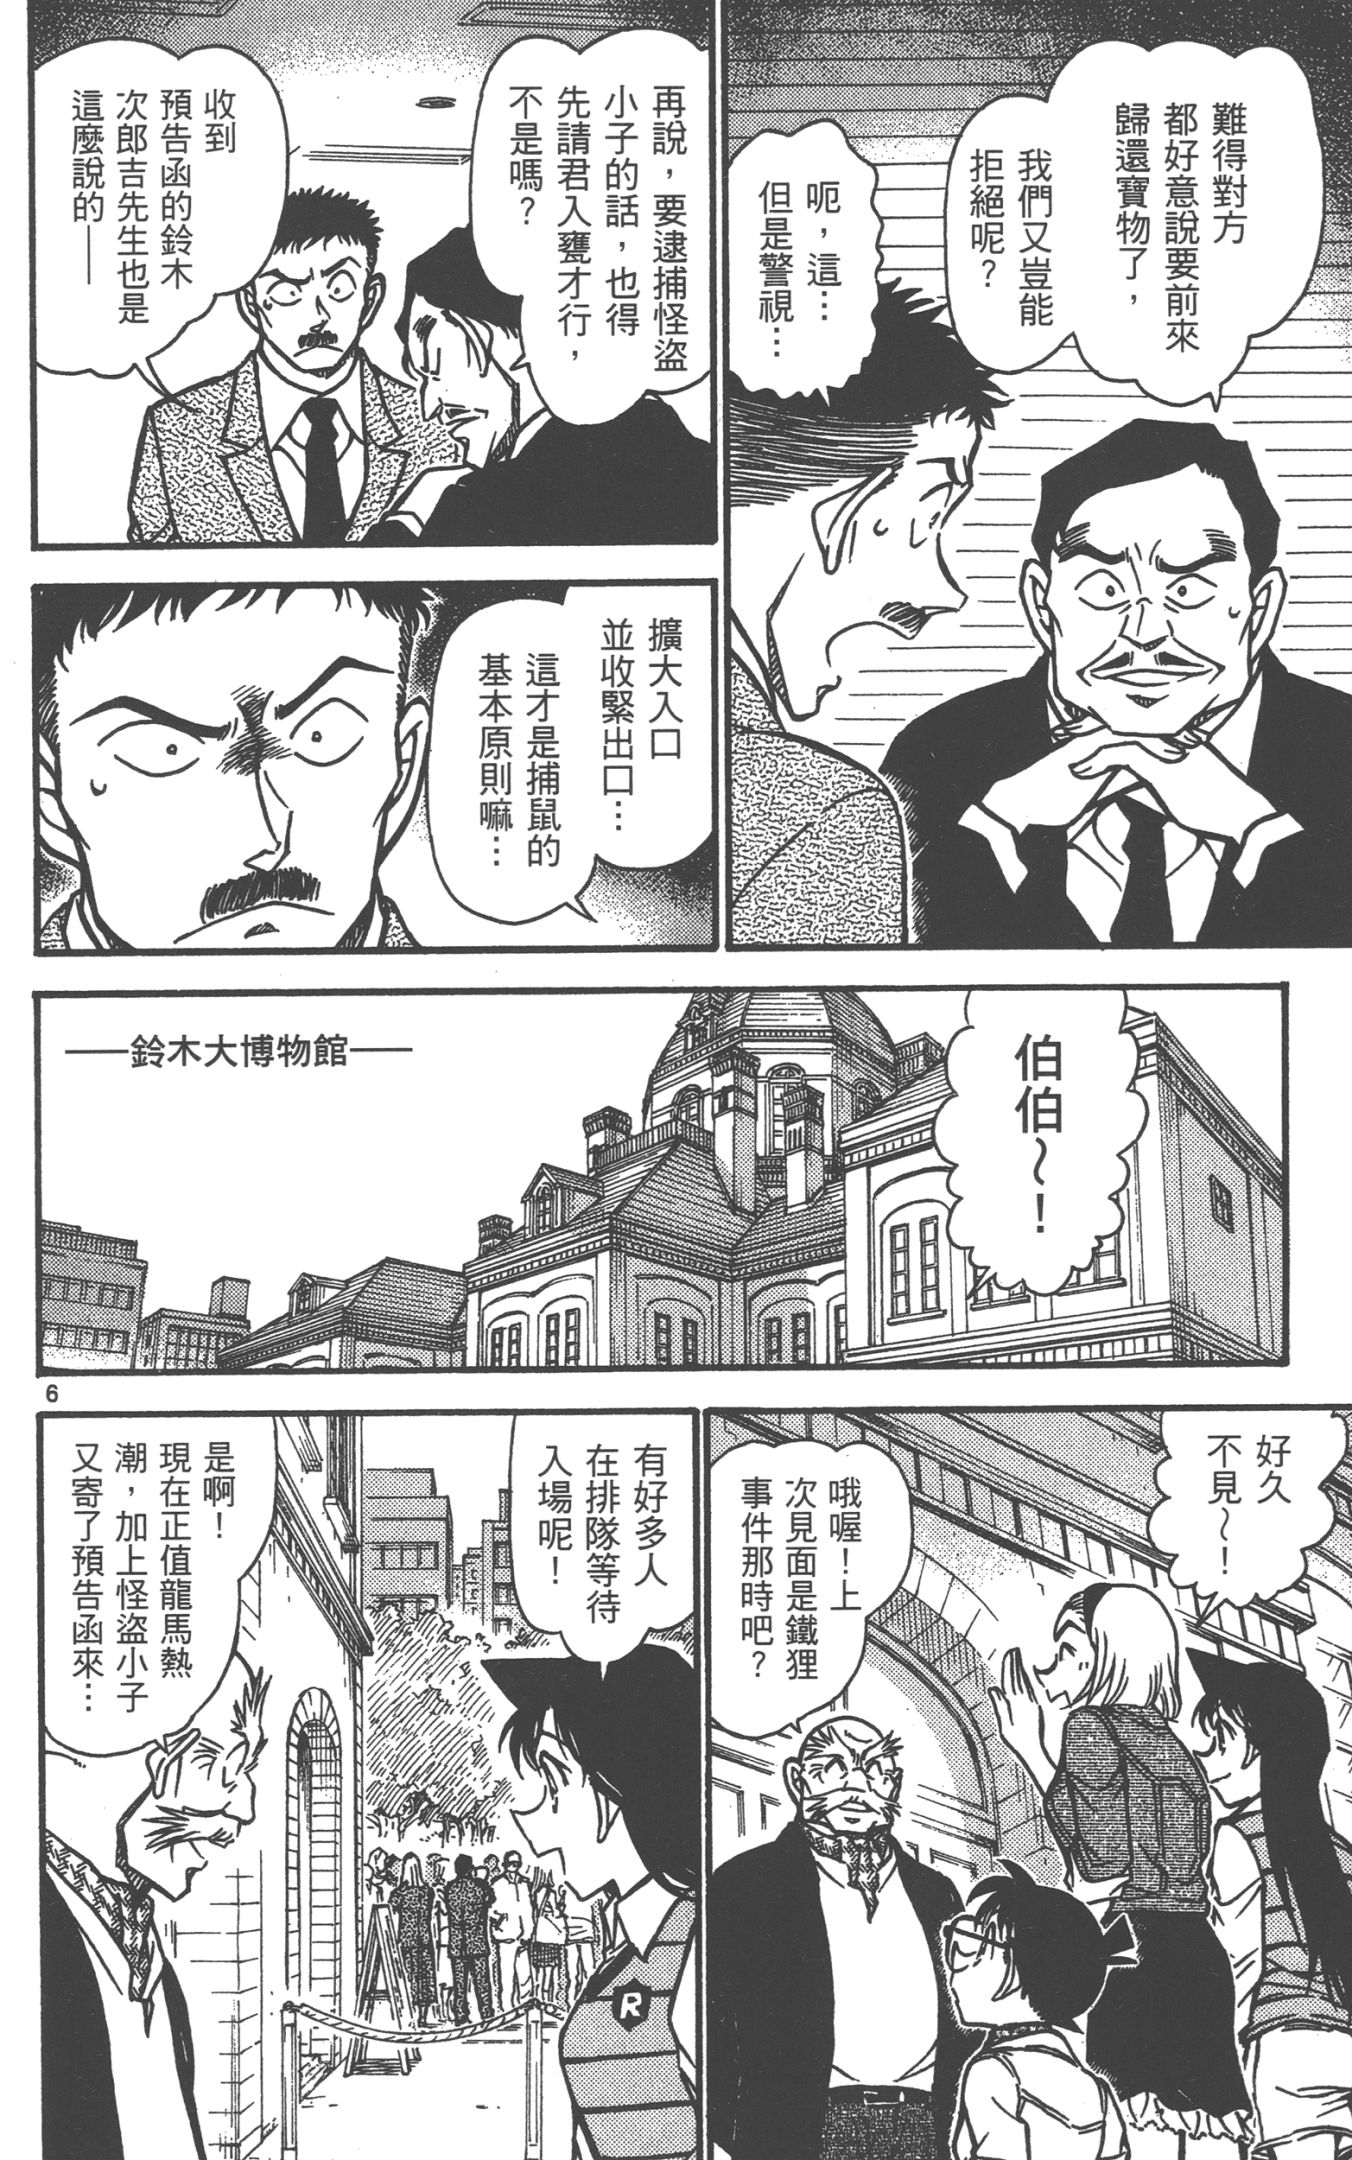 難得對方
都好意說要前來
歸還寶物了，
我們又豈能
拒絕呢？
呃，這…
但是警視…
再說，要逮捕怪盜
小子的話，也得
先請君入甕才行，
不是嗎？
收到
預告函的鈴木
次郎吉先生也是
這麼說的——
擴大入口
並收緊出口…
這才是捕鼠的
基本原則嘛…
伯伯～！
——鈴木大博物館——
好久
不見～！
哦喔！上
次見面是鐵狸
事件那時吧？
有好多人
在排隊等待
入場呢！
是啊！
現在正值龍馬熱
潮，加上怪盜小子
又寄了預告函來…
R
6